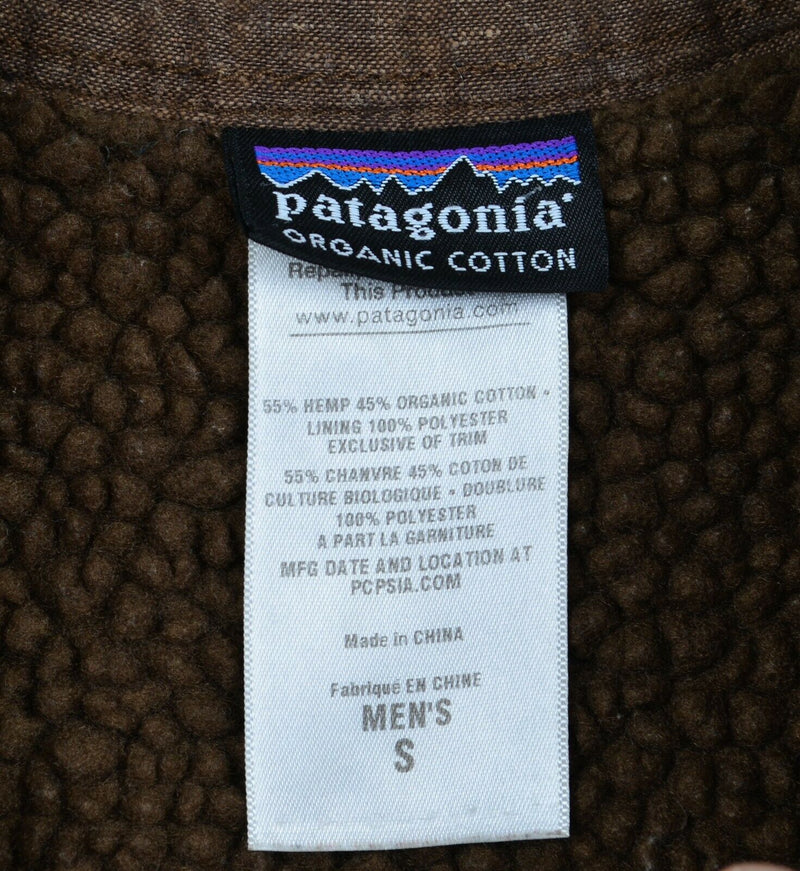 patagonia
ORGANIC COTTON
This
www.patagonia.com
55% HEMP 45% ORGANIC COTTON •
LINING 100% POLYESTER
EXCLUSIVE OF TRIM
55% CHANVRE 45% COTON DE
CULTURE BIOLOGIQUE • DOUBLURE
100% POLYESTER
A PART LA GARNITURE
MFG DATE AND LOCATION AT
PCPSIA.COM
Made in CHINA
Fabriqué EN CHINE
MEN'S
S